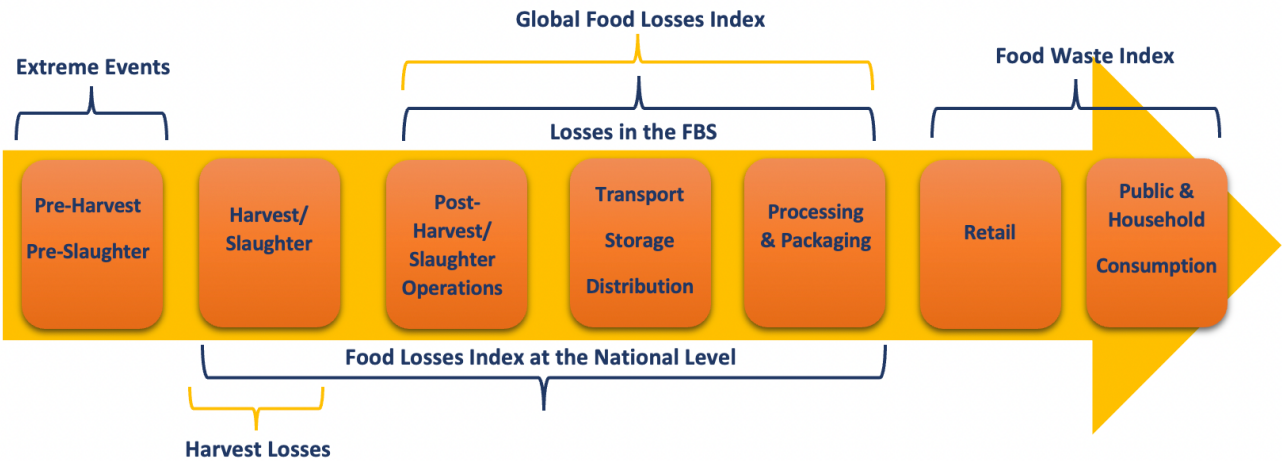 Global Food Losses Index
Extreme Events
Food Waste Index
Losses in the FBS
Pre-Harvest
Pre-Slaughter
Harvest/
Slaughter
Post-
Harvest/
Slaughter
Operations
Transport
Storage
Distribution
Processing
& Packaging
Retail
Public &
Household
Consumption
Food Losses Index at the National Level
Harvest Losses